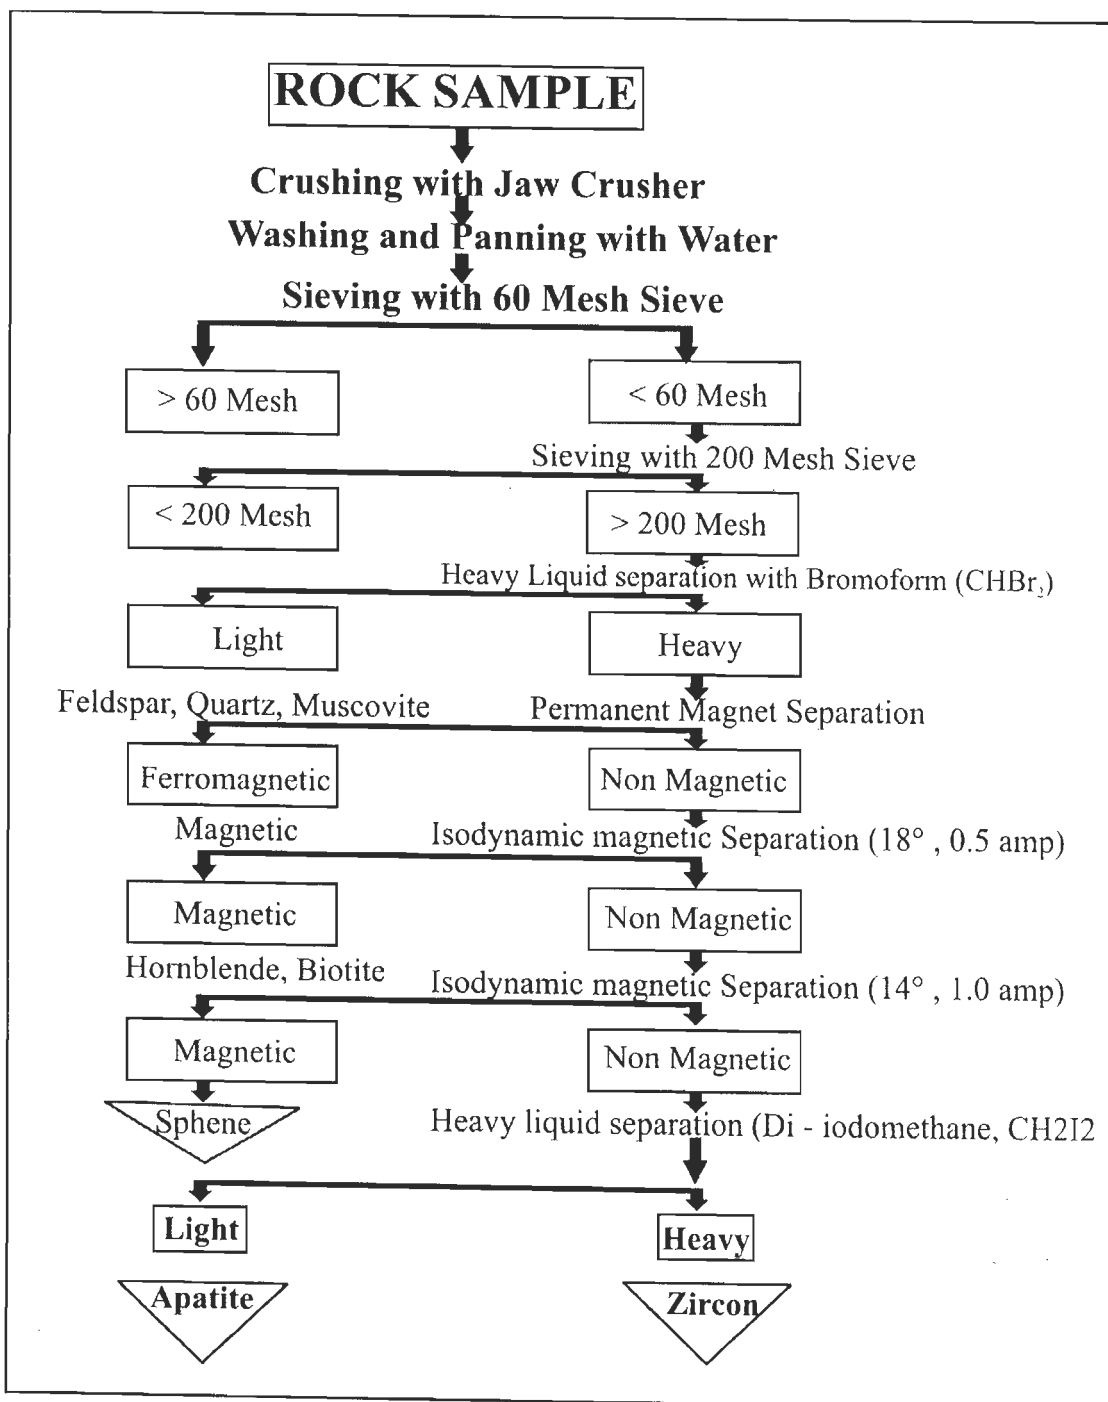 ROCK SAMPLE
Crushing with Jaw Crusher
Washing and Panning with Water
Sieving with 60 Mesh Sieve
> 60 Mesh
< 60 Mesh
Sieving with 200 Mesh Sieve
< 200 Mesh
> 200 Mesh
Heavy Liquid separation with Bromoform (CHBr₃)
Light
Heavy
Feldspar, Quartz, Muscovite
Permanent Magnet Separation
Ferromagnetic
Non Magnetic
Magnetic
Isodynamic magnetic Separation (18° , 0.5 amp)
Magnetic
Non Magnetic
Hornblende, Biotite
Isodynamic magnetic Separation (14° , 1.0 amp)
Magnetic
Non Magnetic
Sphene
Heavy liquid separation (Di - iodomethane, CH2I2
Light
Heavy
Apatite
Zircon